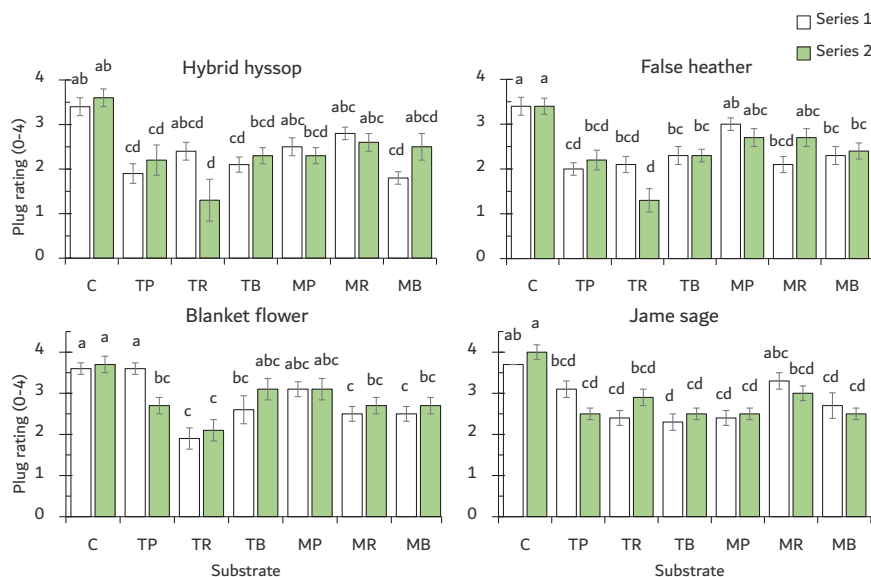 Series 1
Series 2
Hybrid hyssop
Plug rating (0-4)
4
3
2
1
0
ab ab
cd cd
abcd d
cd bcd
abc bcd
abc abc
cd abcd
C TP TR TB MP MR MB
False heather
4
3
2
1
0
a a
cd bcd
bcd d
bc bc
ab abc
bcd abc
bc bc
C TP TR TB MP MR MB
Blanket flower
Plug rating (0-4)
4
3
2
1
0
a a
a bc
c c
bc abc
abc abc
c bc
c bc
C TP TR TB MP MR MB
Substrate
Jame sage
4
3
2
1
0
ab a
bcd cd
cd bcd
d cd
cd cd
abc bcd
cd cd
C TP TR TB MP MR MB
Substrate